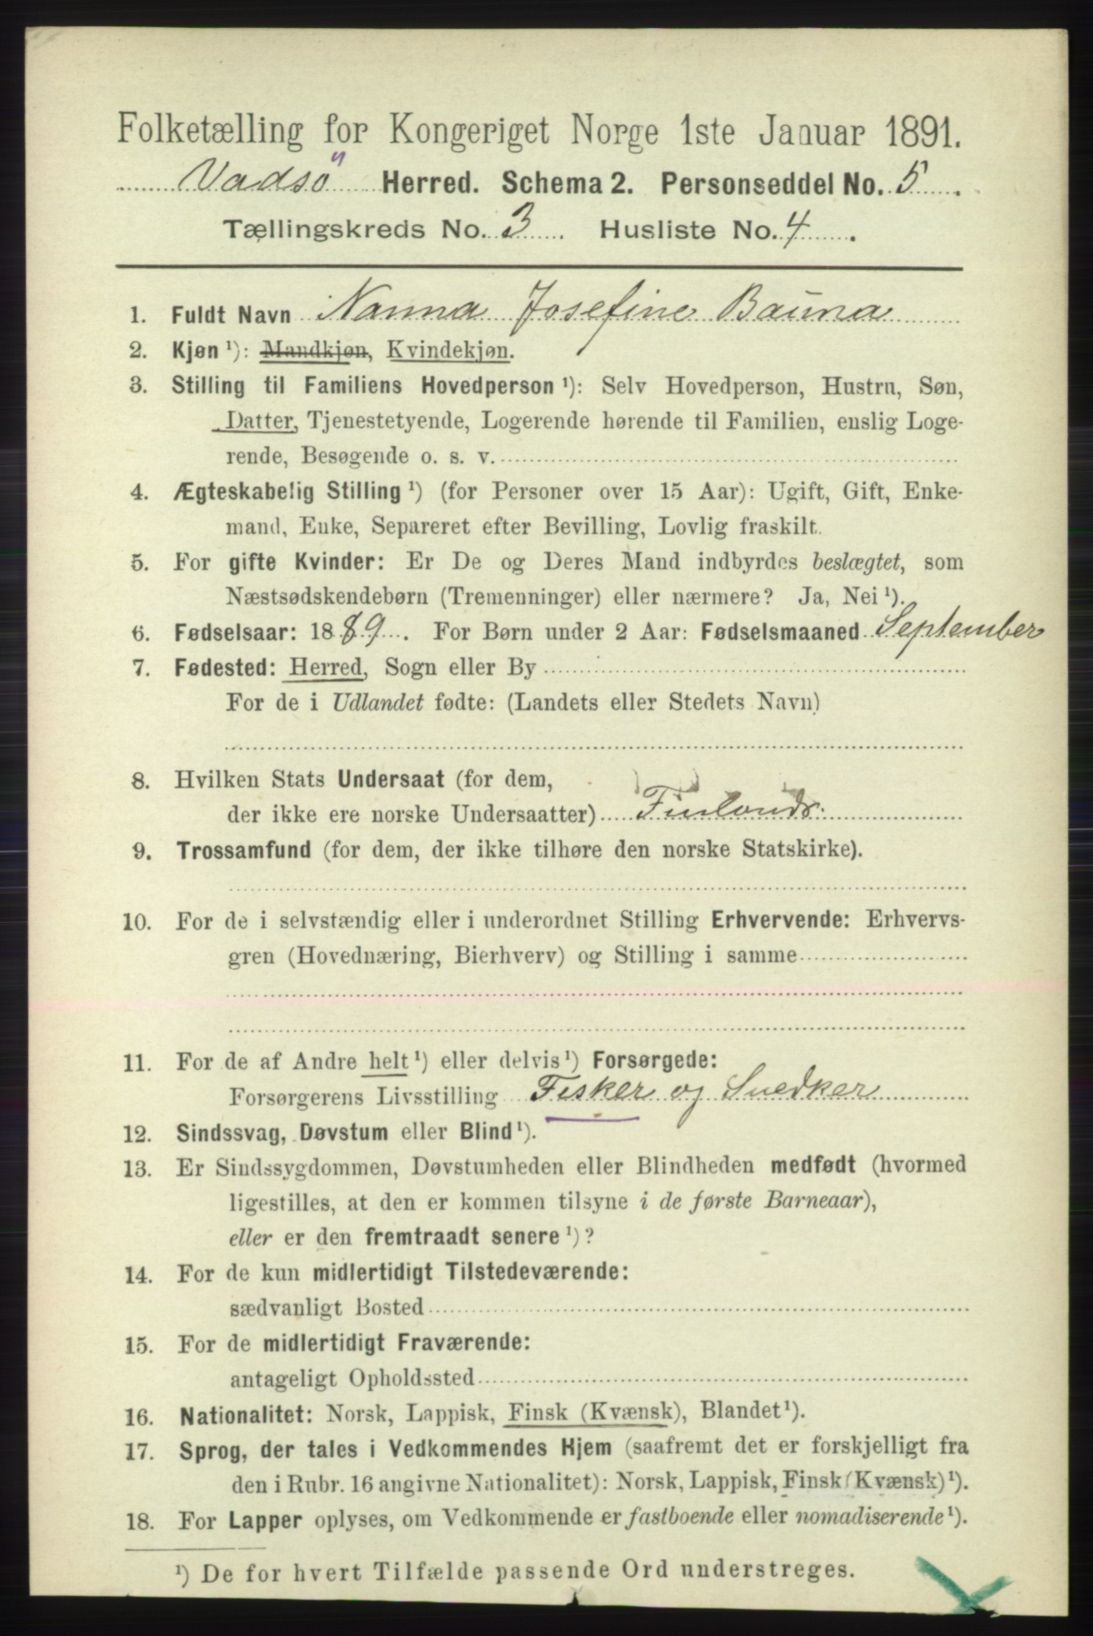 Folketælling for Kongeriget Norge 1ste Januar 1891.
Vadsö Herred. Schema 2. Personseddel No. 5.
Tællingskreds No. 3. Husliste No. 4.
1. Fuldt Navn Nanna Josefine Bauna
2. Kjøn ¹): Mandkjøn, Kvindekjøn.
3. Stilling til Familiens Hovedperson ¹): Selv Hovedperson, Hustru, Søn,
Datter, Tjenestetyende, Logerende hørende til Familien, enslig Loge-
rende, Besøgende o. s. v.
4. Ægteskabelig Stilling ¹) (for Personer over 15 Aar): Ugift, Gift, Enke-
mand, Enke, Separeret efter Bevilling, Lovlig fraskilt.
5. For gifte Kvinder: Er De og Deres Mand indbyrdes beslægtet, som
Næstsødskendebørn (Tremenninger) eller nærmere? Ja, Nei ¹).
6. Fødselsaar: 1889. For Børn under 2 Aar: Fødselsmaaned September
7. Fødested: Herred, Sogn eller By
For de i Udlandet fødte: (Landets eller Stedets Navn)
8. Hvilken Stats Undersaat (for dem,
der ikke ere norske Undersaatter) Finlands.
9. Trossamfund (for dem, der ikke tilhøre den norske Statskirke).
10. For de i selvstændig eller i underordnet Stilling Erhvervende: Erhvervs-
gren (Hovednæring, Bierhverv) og Stilling i samme
11. For de af Andre helt ¹) eller delvis ¹) Forsørgede:
Forsørgerens Livsstilling Fisker og Snedker
12. Sindssvag, Døvstum eller Blind ¹).
13. Er Sindssygdommen, Døvstumheden eller Blindheden medfødt (hvormed
ligestilles, at den er kommen tilsyne i de første Barneaar),
eller er den fremtraadt senere ¹)?
14. For de kun midlertidigt Tilstedeværende:
sædvanligt Bosted
15. For de midlertidigt Fraværende:
antageligt Opholdssted
16. Nationalitet: Norsk, Lappisk, Finsk (Kvænsk), Blandet ¹).
17. Sprog, der tales i Vedkommendes Hjem (saafremt det er forskjelligt fra
den i Rubr. 16 angivne Nationalitet): Norsk, Lappisk, Finsk (Kvænsk) ¹).
18. For Lapper oplyses, om Vedkommende er fastboende eller nomadiserende ¹).
¹) De for hvert Tilfælde passende Ord understreges.